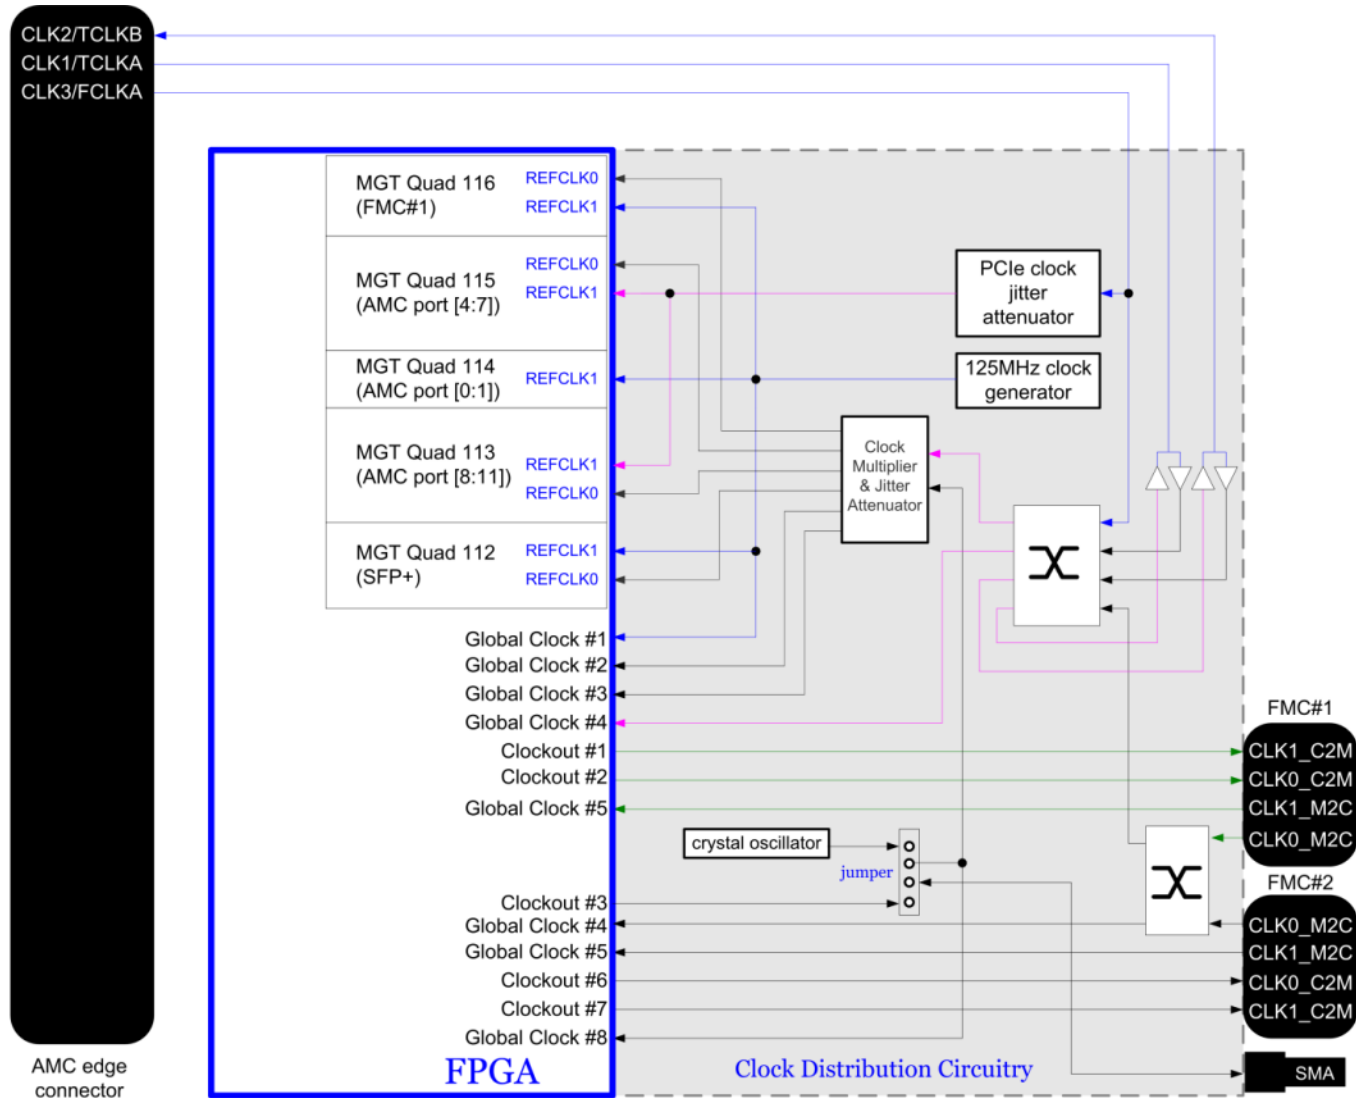 CLK2/TCLKB
CLK1/TCLKA
CLK3/FCLKA
MGT Quad 116
(FMC#1)
REFCLK0
REFCLK1
MGT Quad 115
(AMC port [4:7])
REFCLK0
REFCLK1
MGT Quad 114
(AMC port [0:1])
REFCLK1
MGT Quad 113
(AMC port [8:11])
REFCLK1
REFCLK0
MGT Quad 112
(SFP+)
REFCLK1
REFCLK0
PCIe clock
jitter
attenuator
125MHz clock
generator
Clock
Multiplier
& Jitter
Attenuator
Global Clock #1
Global Clock #2
Global Clock #3
Global Clock #4
Clockout #1
Clockout #2
Global Clock #5
Clockout #3
Global Clock #4
Global Clock #5
Clockout #6
Clockout #7
Global Clock #8
crystal oscillator
jumper
FMC#1
CLK1_C2M
CLK0_C2M
CLK1_M2C
CLK0_M2C
FMC#2
CLK0_M2C
CLK1_M2C
CLK0_C2M
CLK1_C2M
SMA
AMC edge
connector
FPGA
Clock Distribution Circuitry